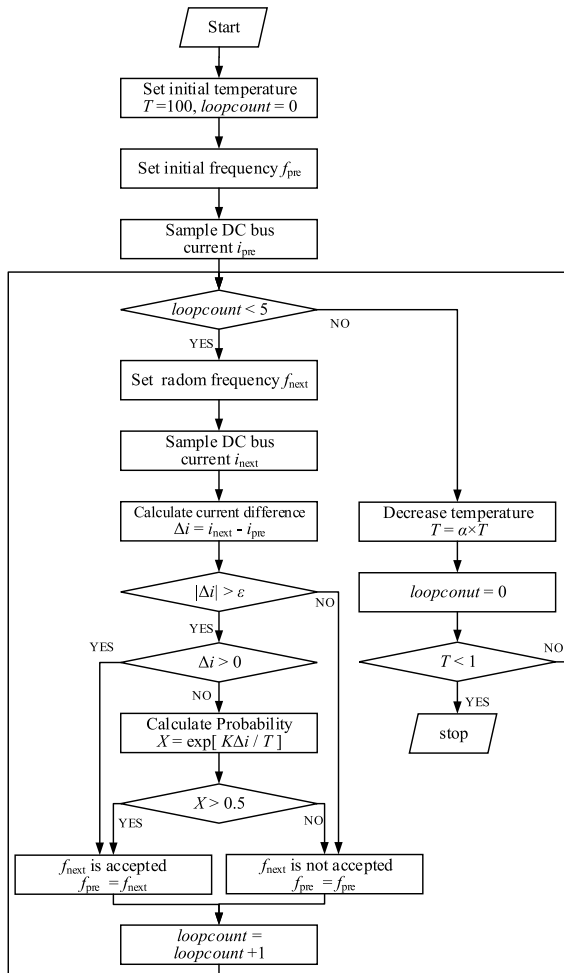 Start
Set initial temperature
T =100, loopcount = 0
Set initial frequency fpre
Sample DC bus
current ipre
loopcount < 5
NO
YES
Set radom frequency fnext
Sample DC bus
current inext
Calculate current difference
Δi = inext - ipre
|Δi| > ε
NO
YES
YES
Δi > 0
NO
Calculate Probability
X = exp[ KΔi / T ]
X > 0.5
YES
NO
fnext is accepted
fpre = fnext
fnext is not accepted
fpre = fpre
loopcount =
loopcount +1
Decrease temperature
T = α×T
loopconut = 0
T < 1
NO
YES
stop